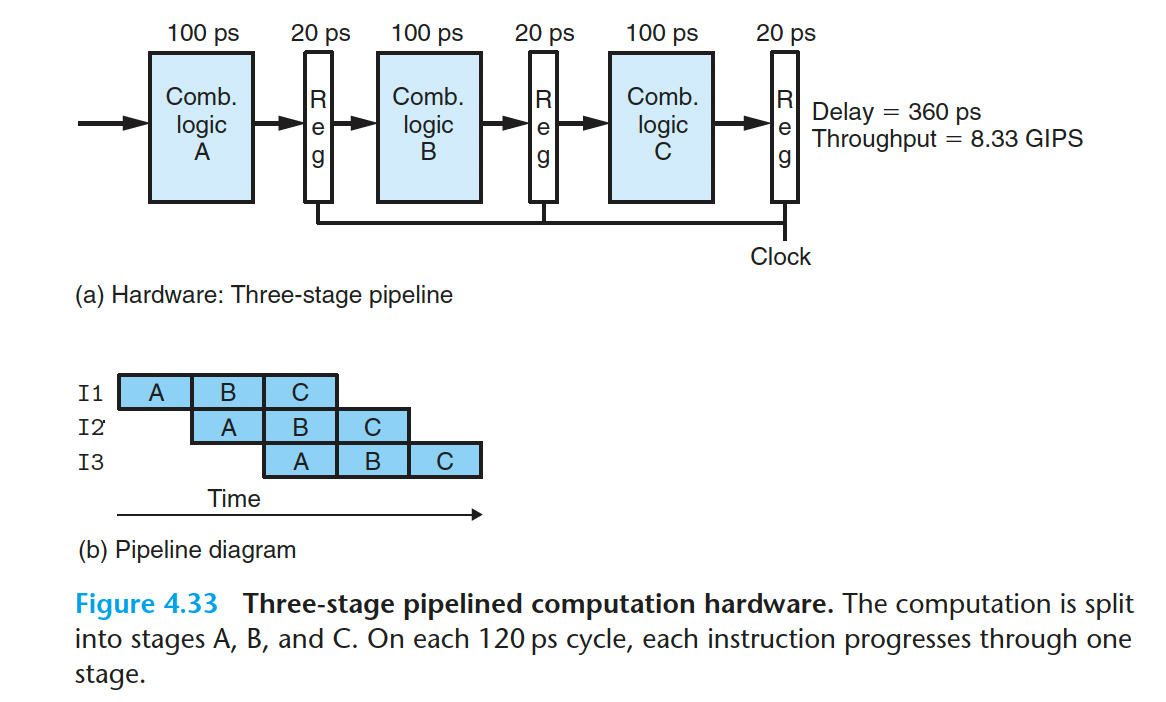 100 ps 20 ps 100 ps 20 ps 100 ps 20 ps
Comb.
logic
A
R
e
g
Comb.
logic
B
R
e
g
Comb.
logic
C
R
e
g
Delay = 360 ps
Throughput = 8.33 GIPS
Clock
(a) Hardware: Three-stage pipeline
I1 A B C
I2 A B C
I3 A B C
Time
(b) Pipeline diagram
Figure 4.33 Three-stage pipelined computation hardware. The computation is split
into stages A, B, and C. On each 120 ps cycle, each instruction progresses through one
stage.